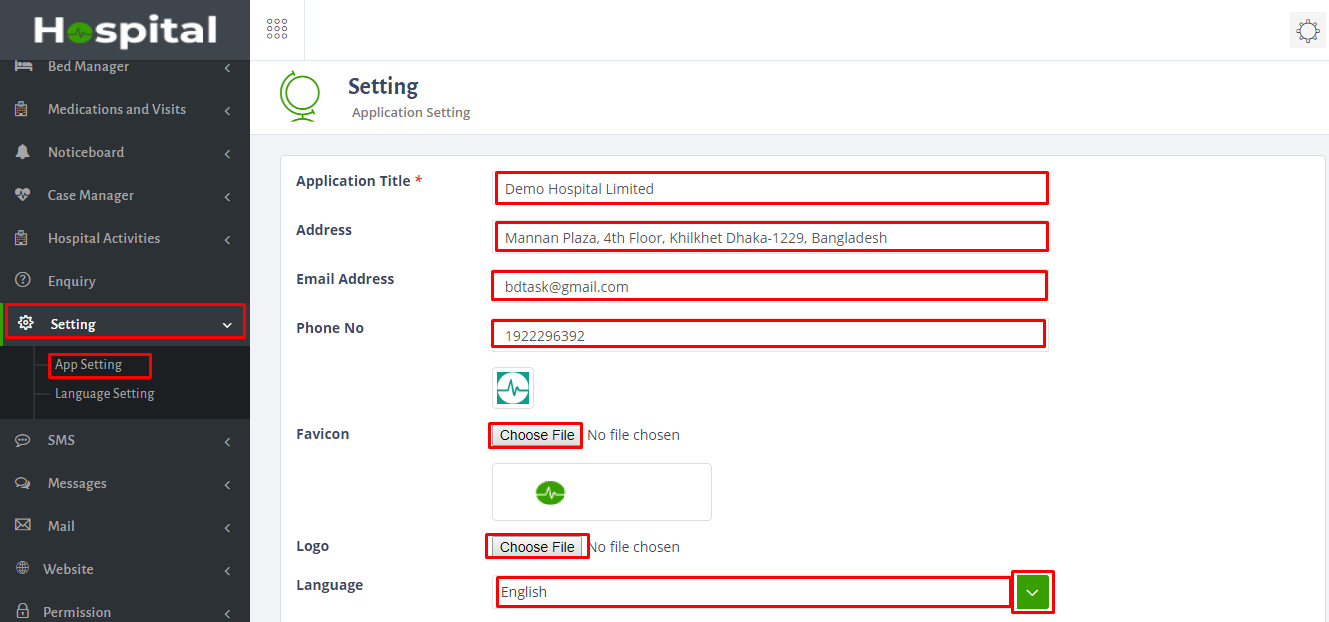 Hospital
Bed Manager
Medications and Visits
Noticeboard
Case Manager
Hospital Activities
Enquiry
Setting
App Setting
Language Setting
SMS
Messages
Mail
Website
Permission
Setting
Application Setting
Application Title *
Demo Hospital Limited
Address
Mannan Plaza, 4th Floor, Khilkhet Dhaka-1229, Bangladesh
Email Address
bdtask@gmail.com
Phone No
1922296392
Favicon
Choose File No file chosen
Logo
Choose File No file chosen
Language
English